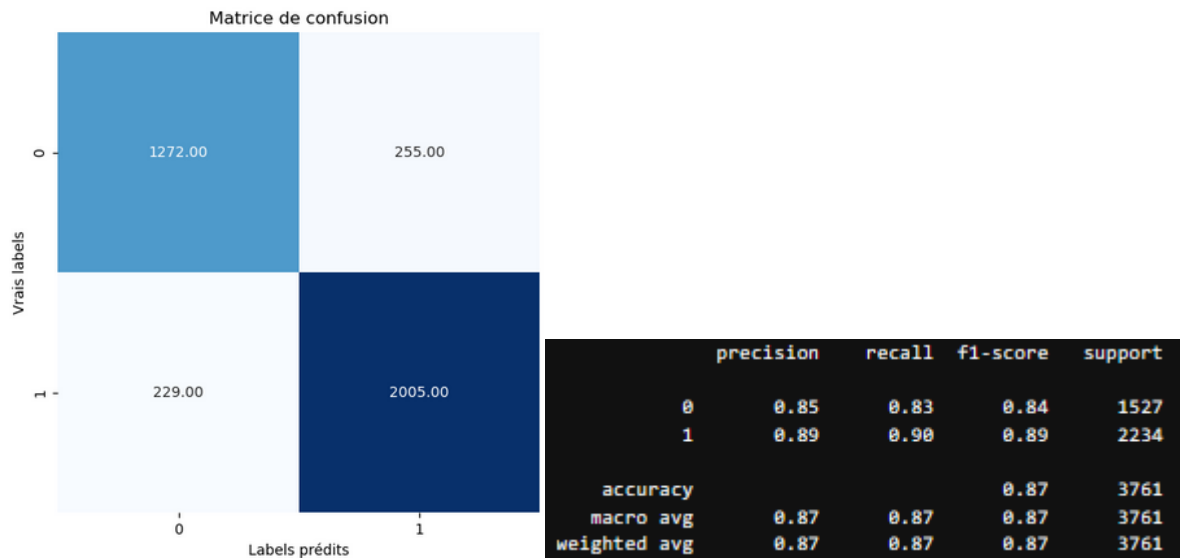 Matrice de confusion
0
1272.00 255.00
Vrais labels
1
229.00 2005.00
0 1
Labels prédits
precision recall f1-score support
0 0.85 0.83 0.84 1527
1 0.89 0.90 0.89 2234
accuracy 0.87 3761
macro avg 0.87 0.87 0.87 3761
weighted avg 0.87 0.87 0.87 3761